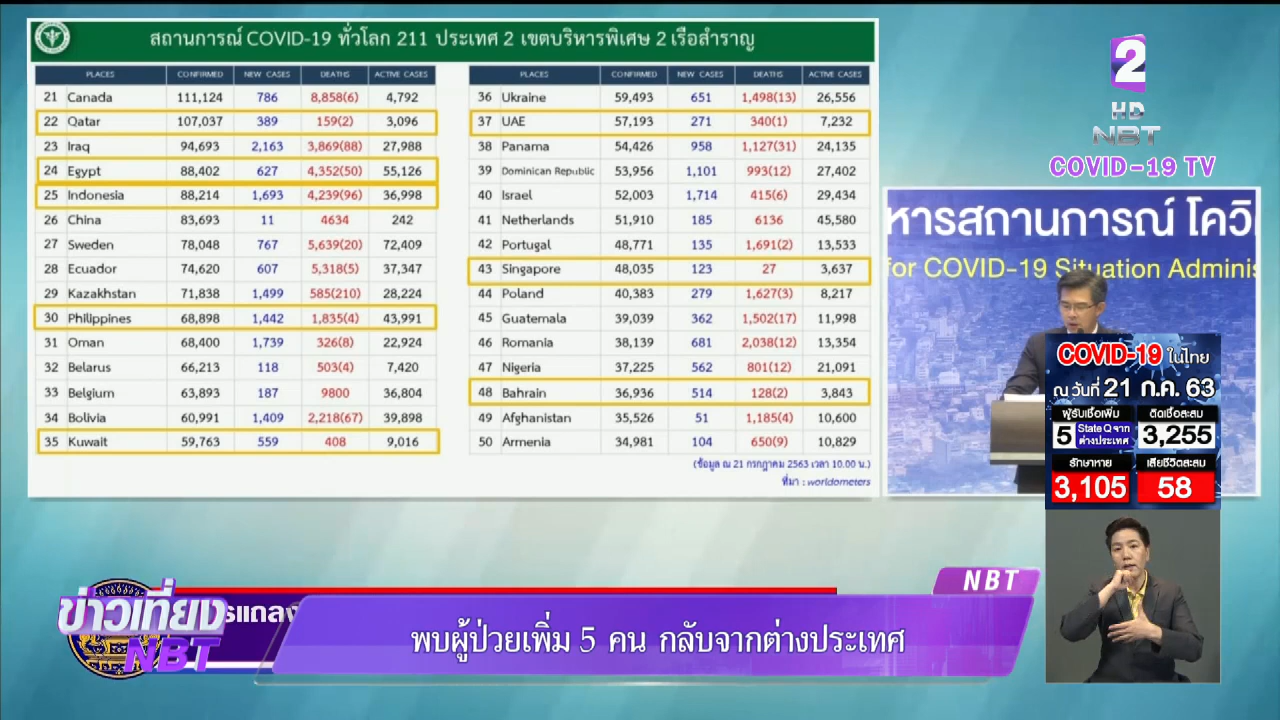 สถานการณ์ COVID-19 ทั่วโลก 211 ประเทศ 2 เขตบริหารพิเศษ 2 เรือสำราญ
PLACES CONFIRMED NEW CASES DEATHS ACTIVE CASES
21 Canada 111,124 786 8,858(6) 4,792
22 Qatar 107,037 389 159(2) 3,096
23 Iraq 94,693 2,163 3,869(88) 27,988
24 Egypt 88,402 627 4,352(50) 55,126
25 Indonesia 88,214 1,693 4,239(96) 36,998
26 China 83,693 11 4634 242
27 Sweden 78,048 767 5,639(20) 72,409
28 Ecuador 74,620 607 5,318(5) 37,347
29 Kazakhstan 71,838 1,499 585(210) 28,224
30 Philippines 68,898 1,442 1,835(4) 43,991
31 Oman 68,400 1,739 326(8) 22,924
32 Belarus 66,213 118 503(4) 7,420
33 Belgium 63,893 187 9800 36,804
34 Bolivia 60,991 1,409 2,218(67) 39,898
35 Kuwait 59,763 559 408 9,016
PLACES CONFIRMED NEW CASES DEATHS ACTIVE CASES
36 Ukraine 59,493 651 1,498(13) 26,556
37 UAE 57,193 271 340(1) 7,232
38 Panama 54,426 958 1,127(31) 24,135
39 Dominican Republic 53,956 1,101 993(12) 27,402
40 Israel 52,003 1,714 415(6) 29,434
41 Netherlands 51,910 185 6136 45,580
42 Portugal 48,771 135 1,691(2) 13,533
43 Singapore 48,035 123 27 3,637
44 Poland 40,383 279 1,627(3) 8,217
45 Guatemala 39,039 362 1,502(17) 11,998
46 Romania 38,139 681 2,038(12) 13,354
47 Nigeria 37,225 562 801(12) 21,091
48 Bahrain 36,936 514 128(2) 3,843
49 Afghanistan 35,526 51 1,185(4) 10,600
50 Armenia 34,981 104 650(9) 10,829
(ข้อมูล ณ 21 กรกฎาคม 2563 เวลา 10.00 น.)
ที่มา : worldometers
2
HD
NBT
COVID-19 TV
หารสถานการณ์ โควิ
for COVID-19 Situation Adminis
COVID-19 ในไทย
ณ วันที่ 21 ก.ค. 63
ผู้รับเชื้อเพิ่ม ติดเชื้อสะสม
5 State Q จาก
ต่างประเทศ 3,255
รักษาหาย เสียชีวิตสะสม
3,105 58
NBT
ข่าวเที่ยง
NBT
รแถลง
พบผู้ป่วยเพิ่ม 5 คน กลับจากต่างประเทศ